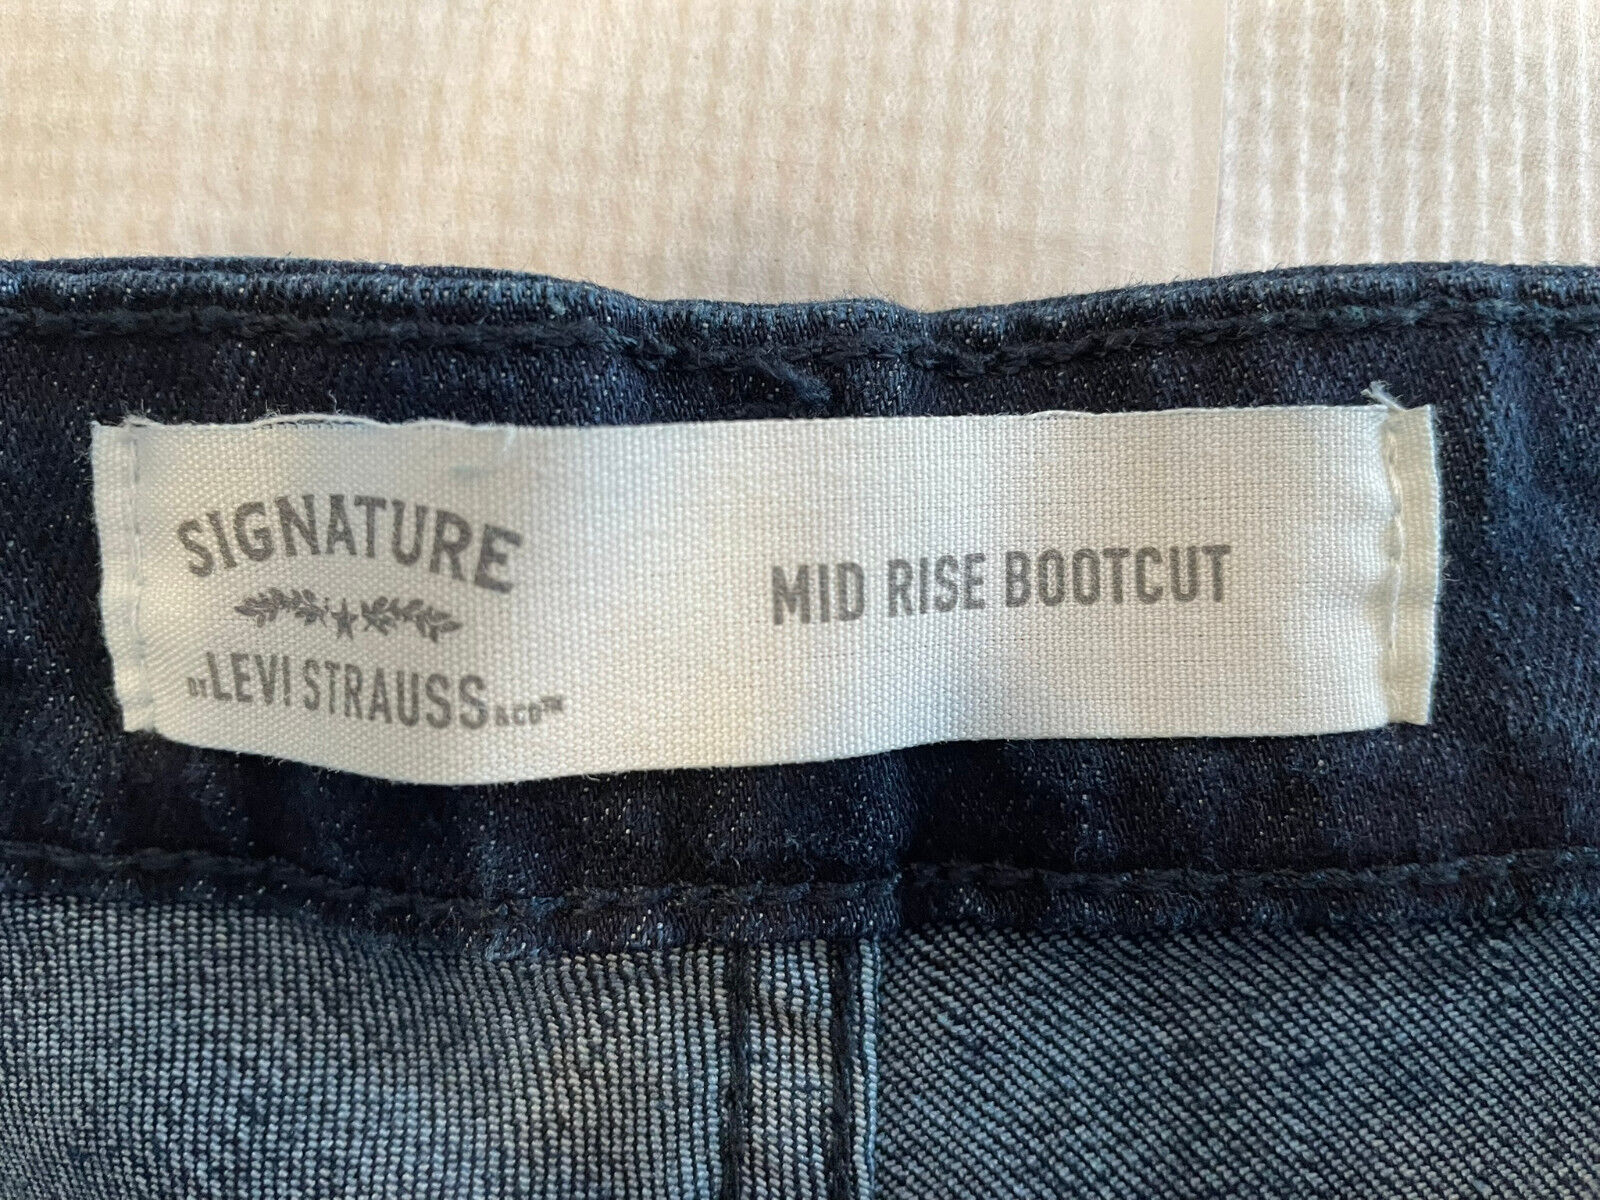 SIGNATURE
BY LEVI STRAUSS & CO™
MID RISE BOOTCUT